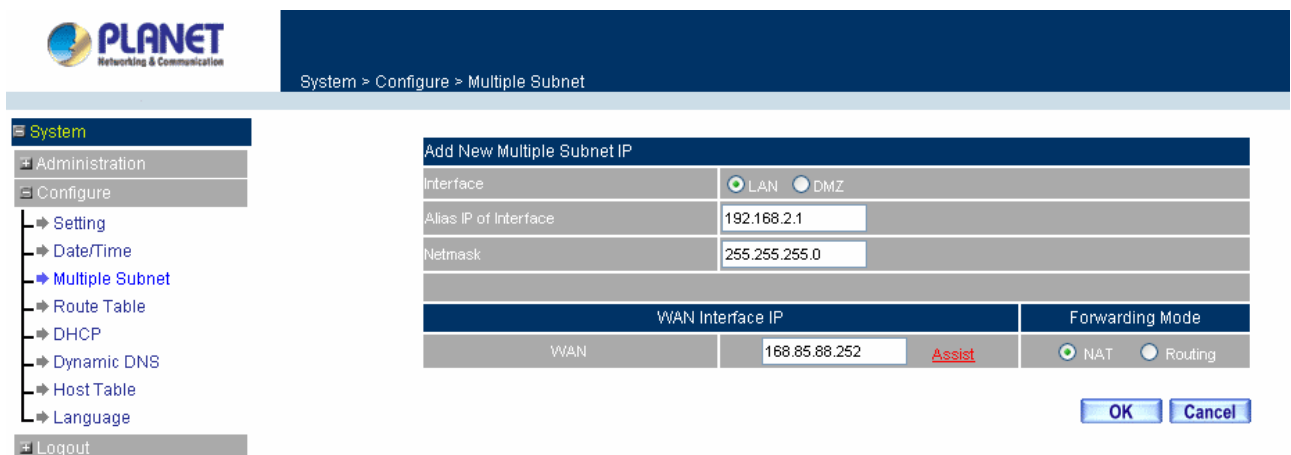 PLANET
Networking & Communication
System > Configure > Multiple Subnet
System
Administration
Configure
Setting
Date/Time
Multiple Subnet
Route Table
DHCP
Dynamic DNS
Host Table
Language
Logout
Add New Multiple Subnet IP
Interface LAN DMZ
Alias IP of Interface 192.168.2.1
Netmask 255.255.255.0
WAN Interface IP Forwarding Mode
WAN 168.85.88.252 Assist NAT Routing
OK Cancel